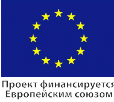 Проект финансируется
Европейским союзом